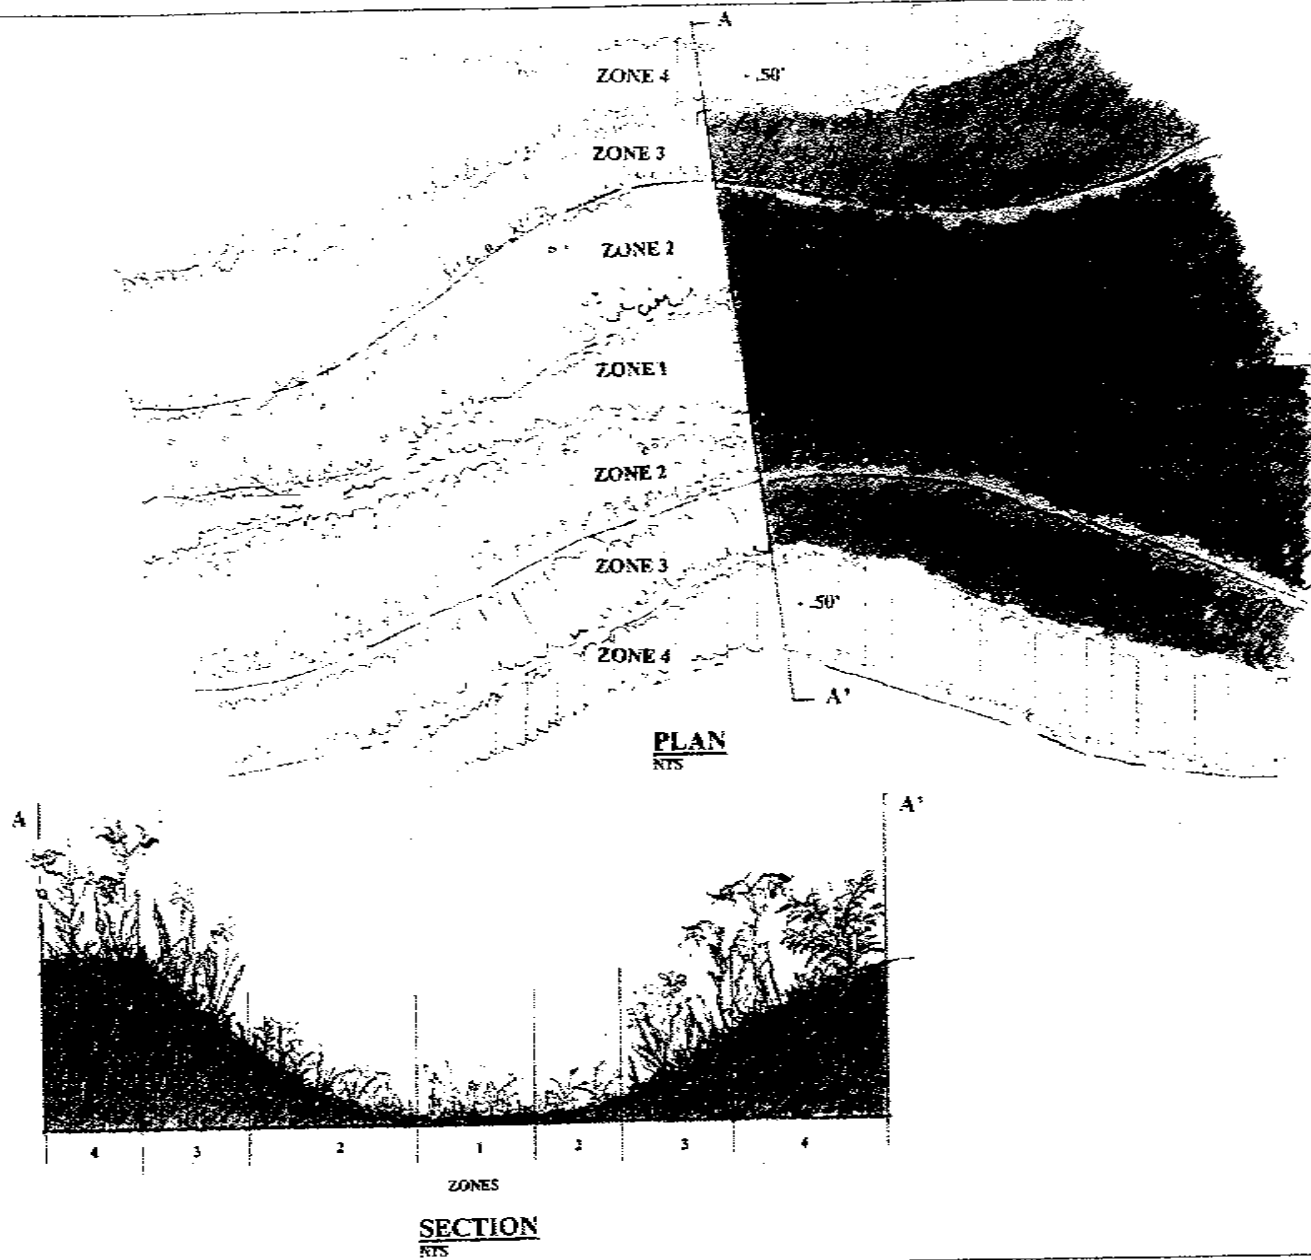 A
ZONE 4
- .50'
ZONE 3
ZONE 2
ZONE 1
ZONE 2
ZONE 3
- .50'
ZONE 4
A'
PLAN
NTS
A
A'
4 3 2 1 2 3 4
ZONES
SECTION
NTS